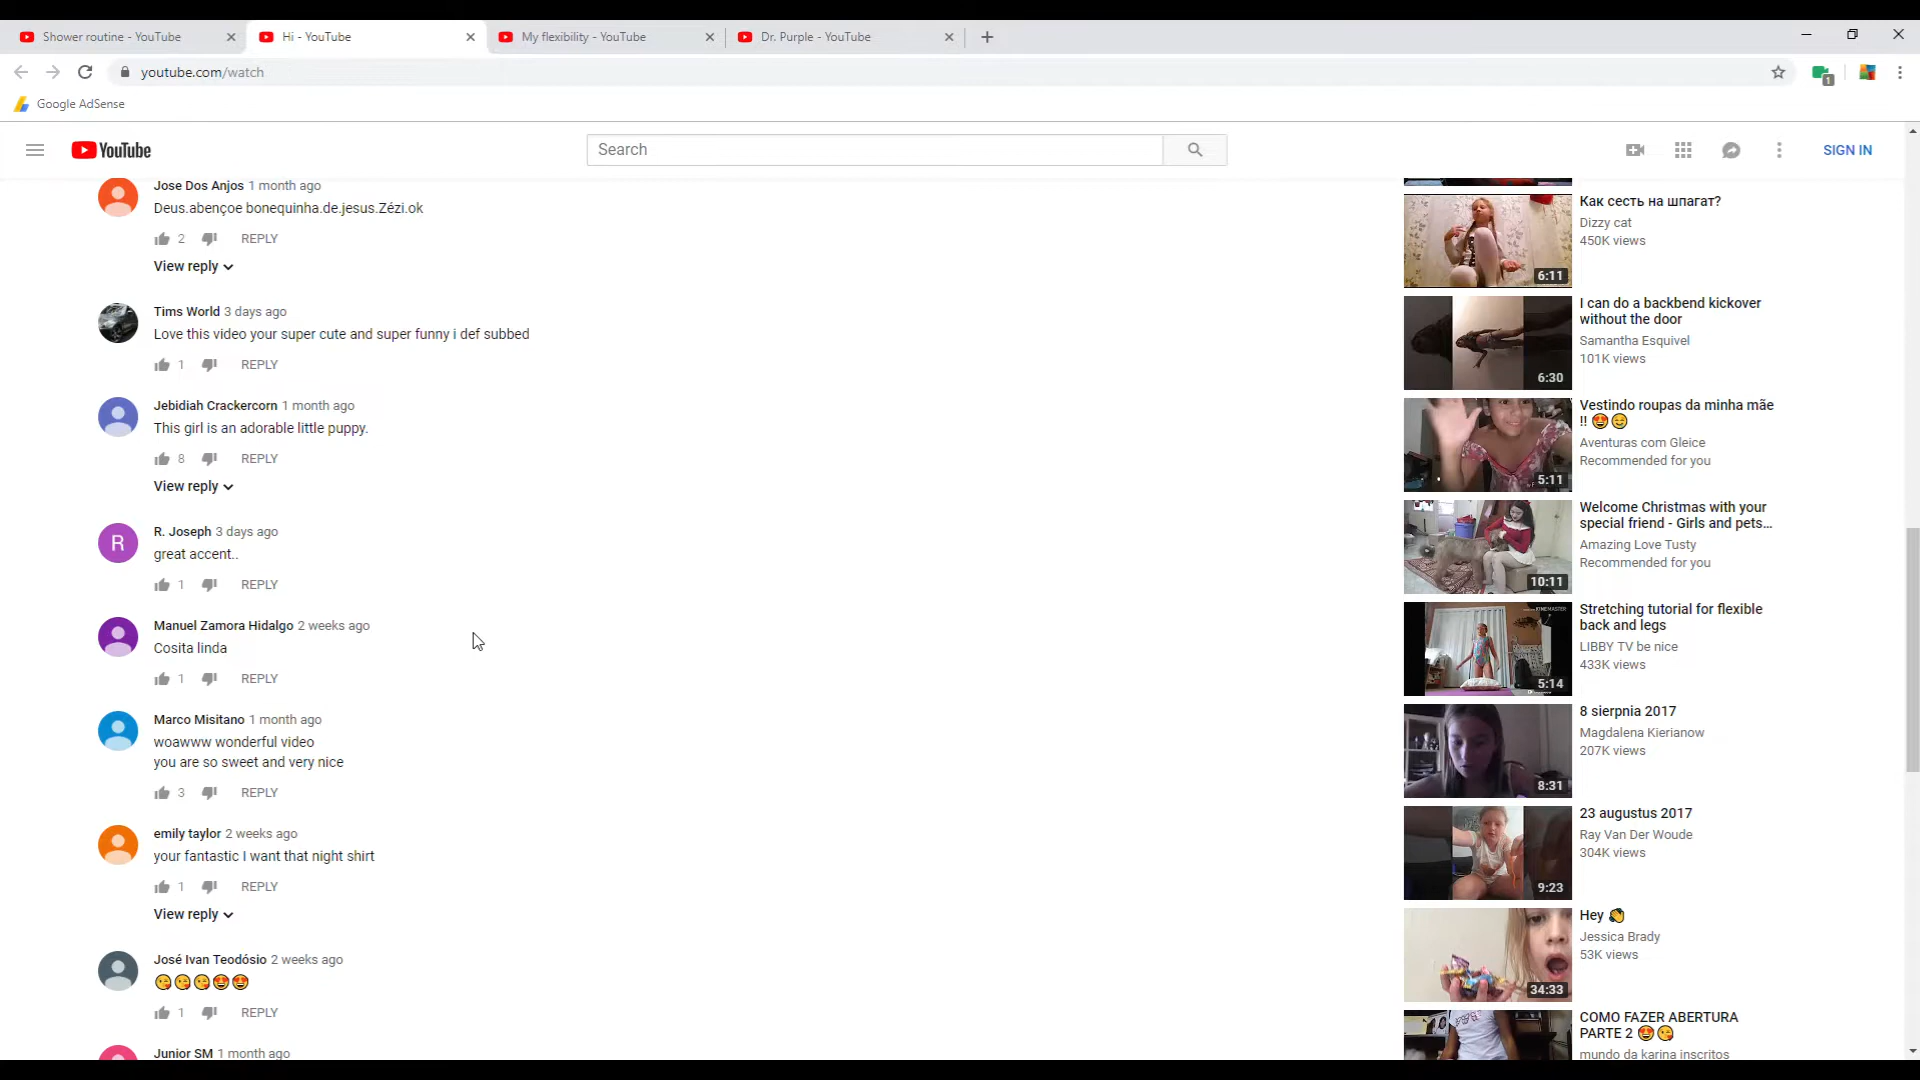 Shower routine - YouTube
Hi - YouTube
My flexibility - YouTube
Dr. Purple - YouTube
youtube.com/watch
1
Google AdSense
YouTube
Search
SIGN IN
Jose Dos Anjos 1 month ago
Deus.abençoe bonequinha.de.jesus.Zézi.ok
2 REPLY
View reply
Tims World 3 days ago
Love this video your super cute and super funny i def subbed
1 REPLY
Jebidiah Crackercorn 1 month ago
This girl is an adorable little puppy.
8 REPLY
View reply
R
R. Joseph 3 days ago
great accent..
1 REPLY
Manuel Zamora Hidalgo 2 weeks ago
Cosita linda
1 REPLY
Marco Misitano 1 month ago
woawww wonderful video
you are so sweet and very nice
3 REPLY
emily taylor 2 weeks ago
your fantastic I want that night shirt
1 REPLY
View reply
José Ivan Teodósio 2 weeks ago
😘😘😘😍😍
1 REPLY
Junior SM 1 month ago
6:11
Как сесть на шпагат?
Dizzy cat
450K views
6:30
I can do a backbend kickover
without the door
Samantha Esquivel
101K views
5:11
Vestindo roupas da minha mãe
!! 😍😊
Aventuras com Gleice
Recommended for you
10:11
Welcome Christmas with your
special friend - Girls and pets...
Amazing Love Tusty
Recommended for you
KINEMASTER
5:14
Stretching tutorial for flexible
back and legs
LIBBY TV be nice
433K views
8:31
8 sierpnia 2017
Magdalena Kierianow
207K views
9:23
23 augustus 2017
Ray Van Der Woude
304K views
34:33
Hey 👋
Jessica Brady
53K views
COMO FAZER ABERTURA
PARTE 2 😍😘
mundo da karina inscritos